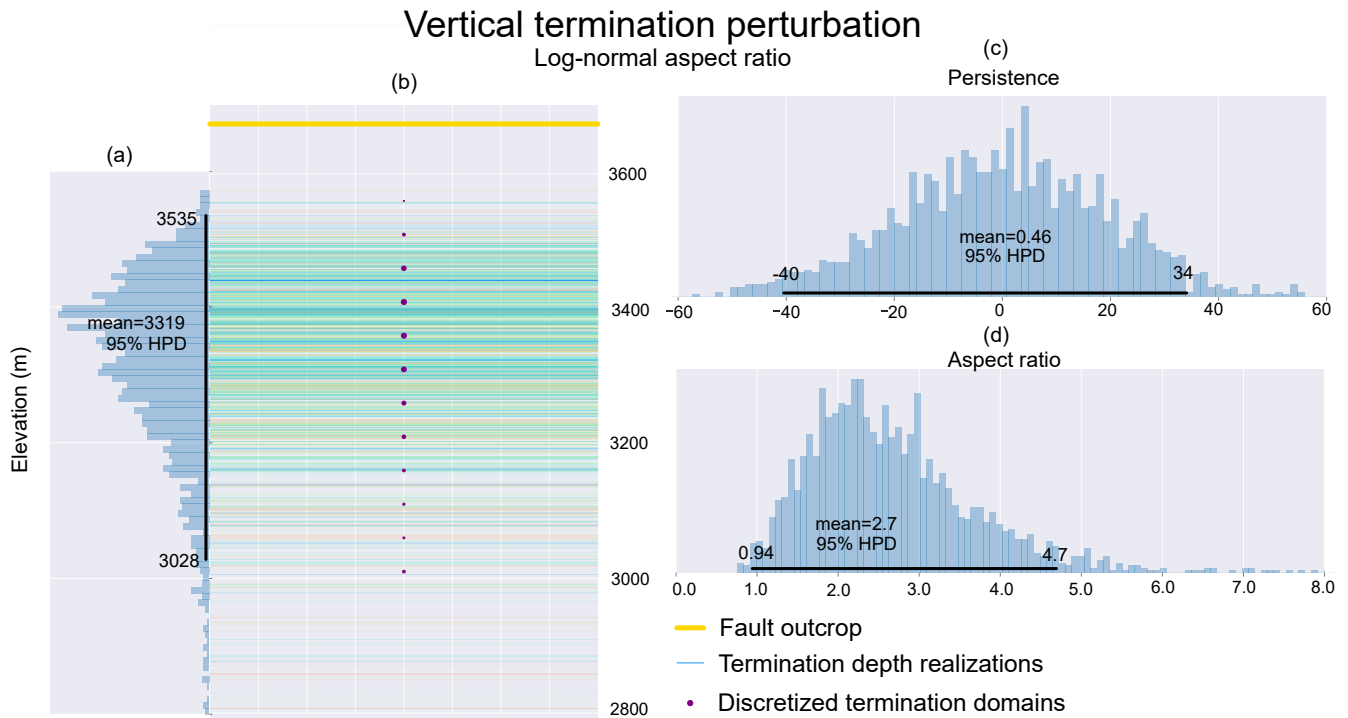 Vertical termination perturbation
Log-normal aspect ratio
(a)
(b)
(c)
Persistence
3535
mean=3319
95% HPD
3028
Elevation (m)
3600
3400
3200
3000
2800
mean=0.46
95% HPD
-40
34
−60 −40 −20 0 20 40 60
(d)
Aspect ratio
mean=2.7
95% HPD
0.94
4.7
0.0 1.0 2.0 3.0 4.0 5.0 6.0 7.0 8.0
Fault outcrop
Termination depth realizations
Discretized termination domains